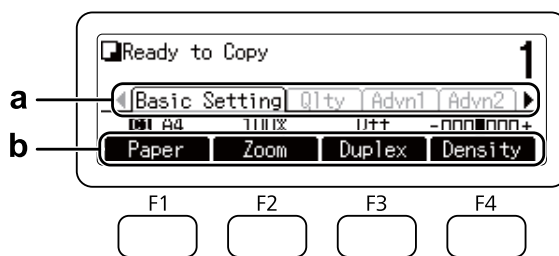 Ready to Copy 1
a Basic Setting Qlty Advn1 Advn2
A4 100% Off - +
b Paper Zoom Duplex Density
F1 F2 F3 F4